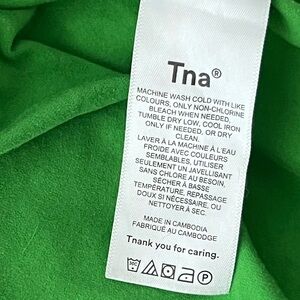 Tna®
MACHINE WASH COLD WITH LIKE
COLOURS, ONLY NON-CHLORINE
BLEACH WHEN NEEDED,
TUMBLE DRY LOW, COOL IRON
ONLY IF NEEDED, OR DRY
CLEAN.
LAVER À LA MACHINE À L'EAU
FROIDE AVEC COULEURS
SEMBLABLES, UTILISER
SEULEMENT UN JAVELLISANT
SANS CHLORE AU BESOIN,
SÉCHER À BASSE
TEMPÉRATURE, REPASSAGE
DOUX SI NÉCESSAIRE, OU
NETTOYER À SEC.
MADE IN CAMBODIA
FABRIQUÉ AU CAMBODGE
Tnank you for caring.